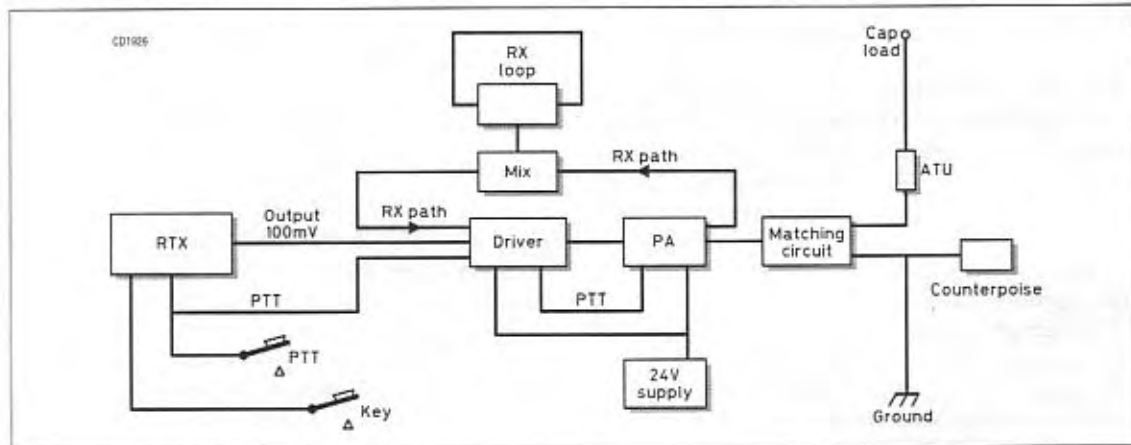 CD1926
RX
loop
Cap
load
Mix
RX path
ATU
RX path
Output
100mV
RTX
Driver
PA
Matching
circuit
Counterpoise
PTT
PTT
PTT
24V
supply
Key
Ground